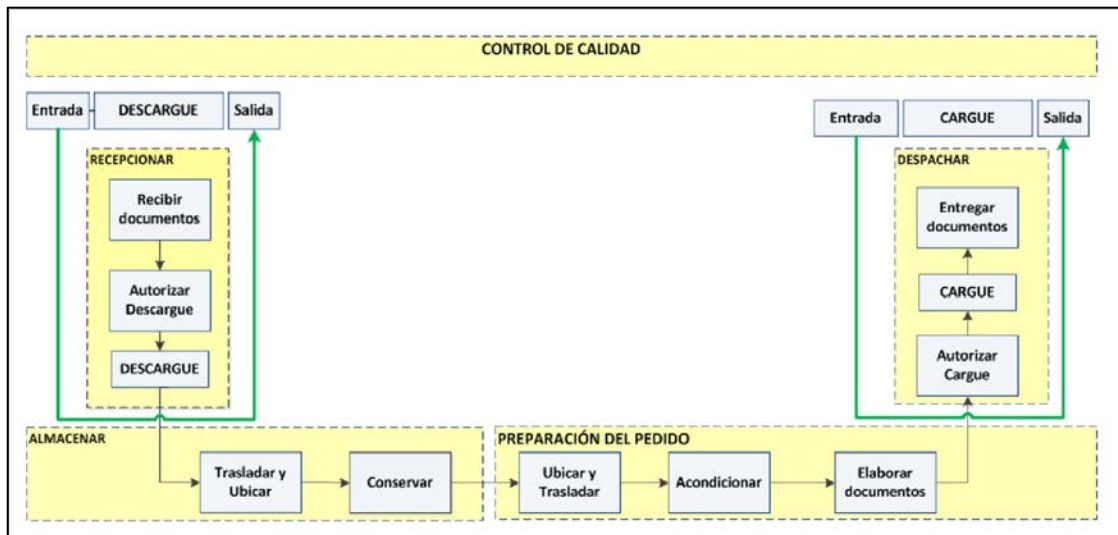 CONTROL DE CALIDAD
Entrada
DESCARGUE
Salida
RECEPCIONAR
Recibir
documentos
Autorizar
Descargue
DESCARGUE
ALMACENAR
Trasladar y
Ubicar
Conservar
PREPARACIÓN DEL PEDIDO
Ubicar y
Trasladar
Acondicionar
Elaborar
documentos
Entrada
CARGUE
Salida
DESPACHAR
Entregar
documentos
CARGUE
Autorizar
Cargue